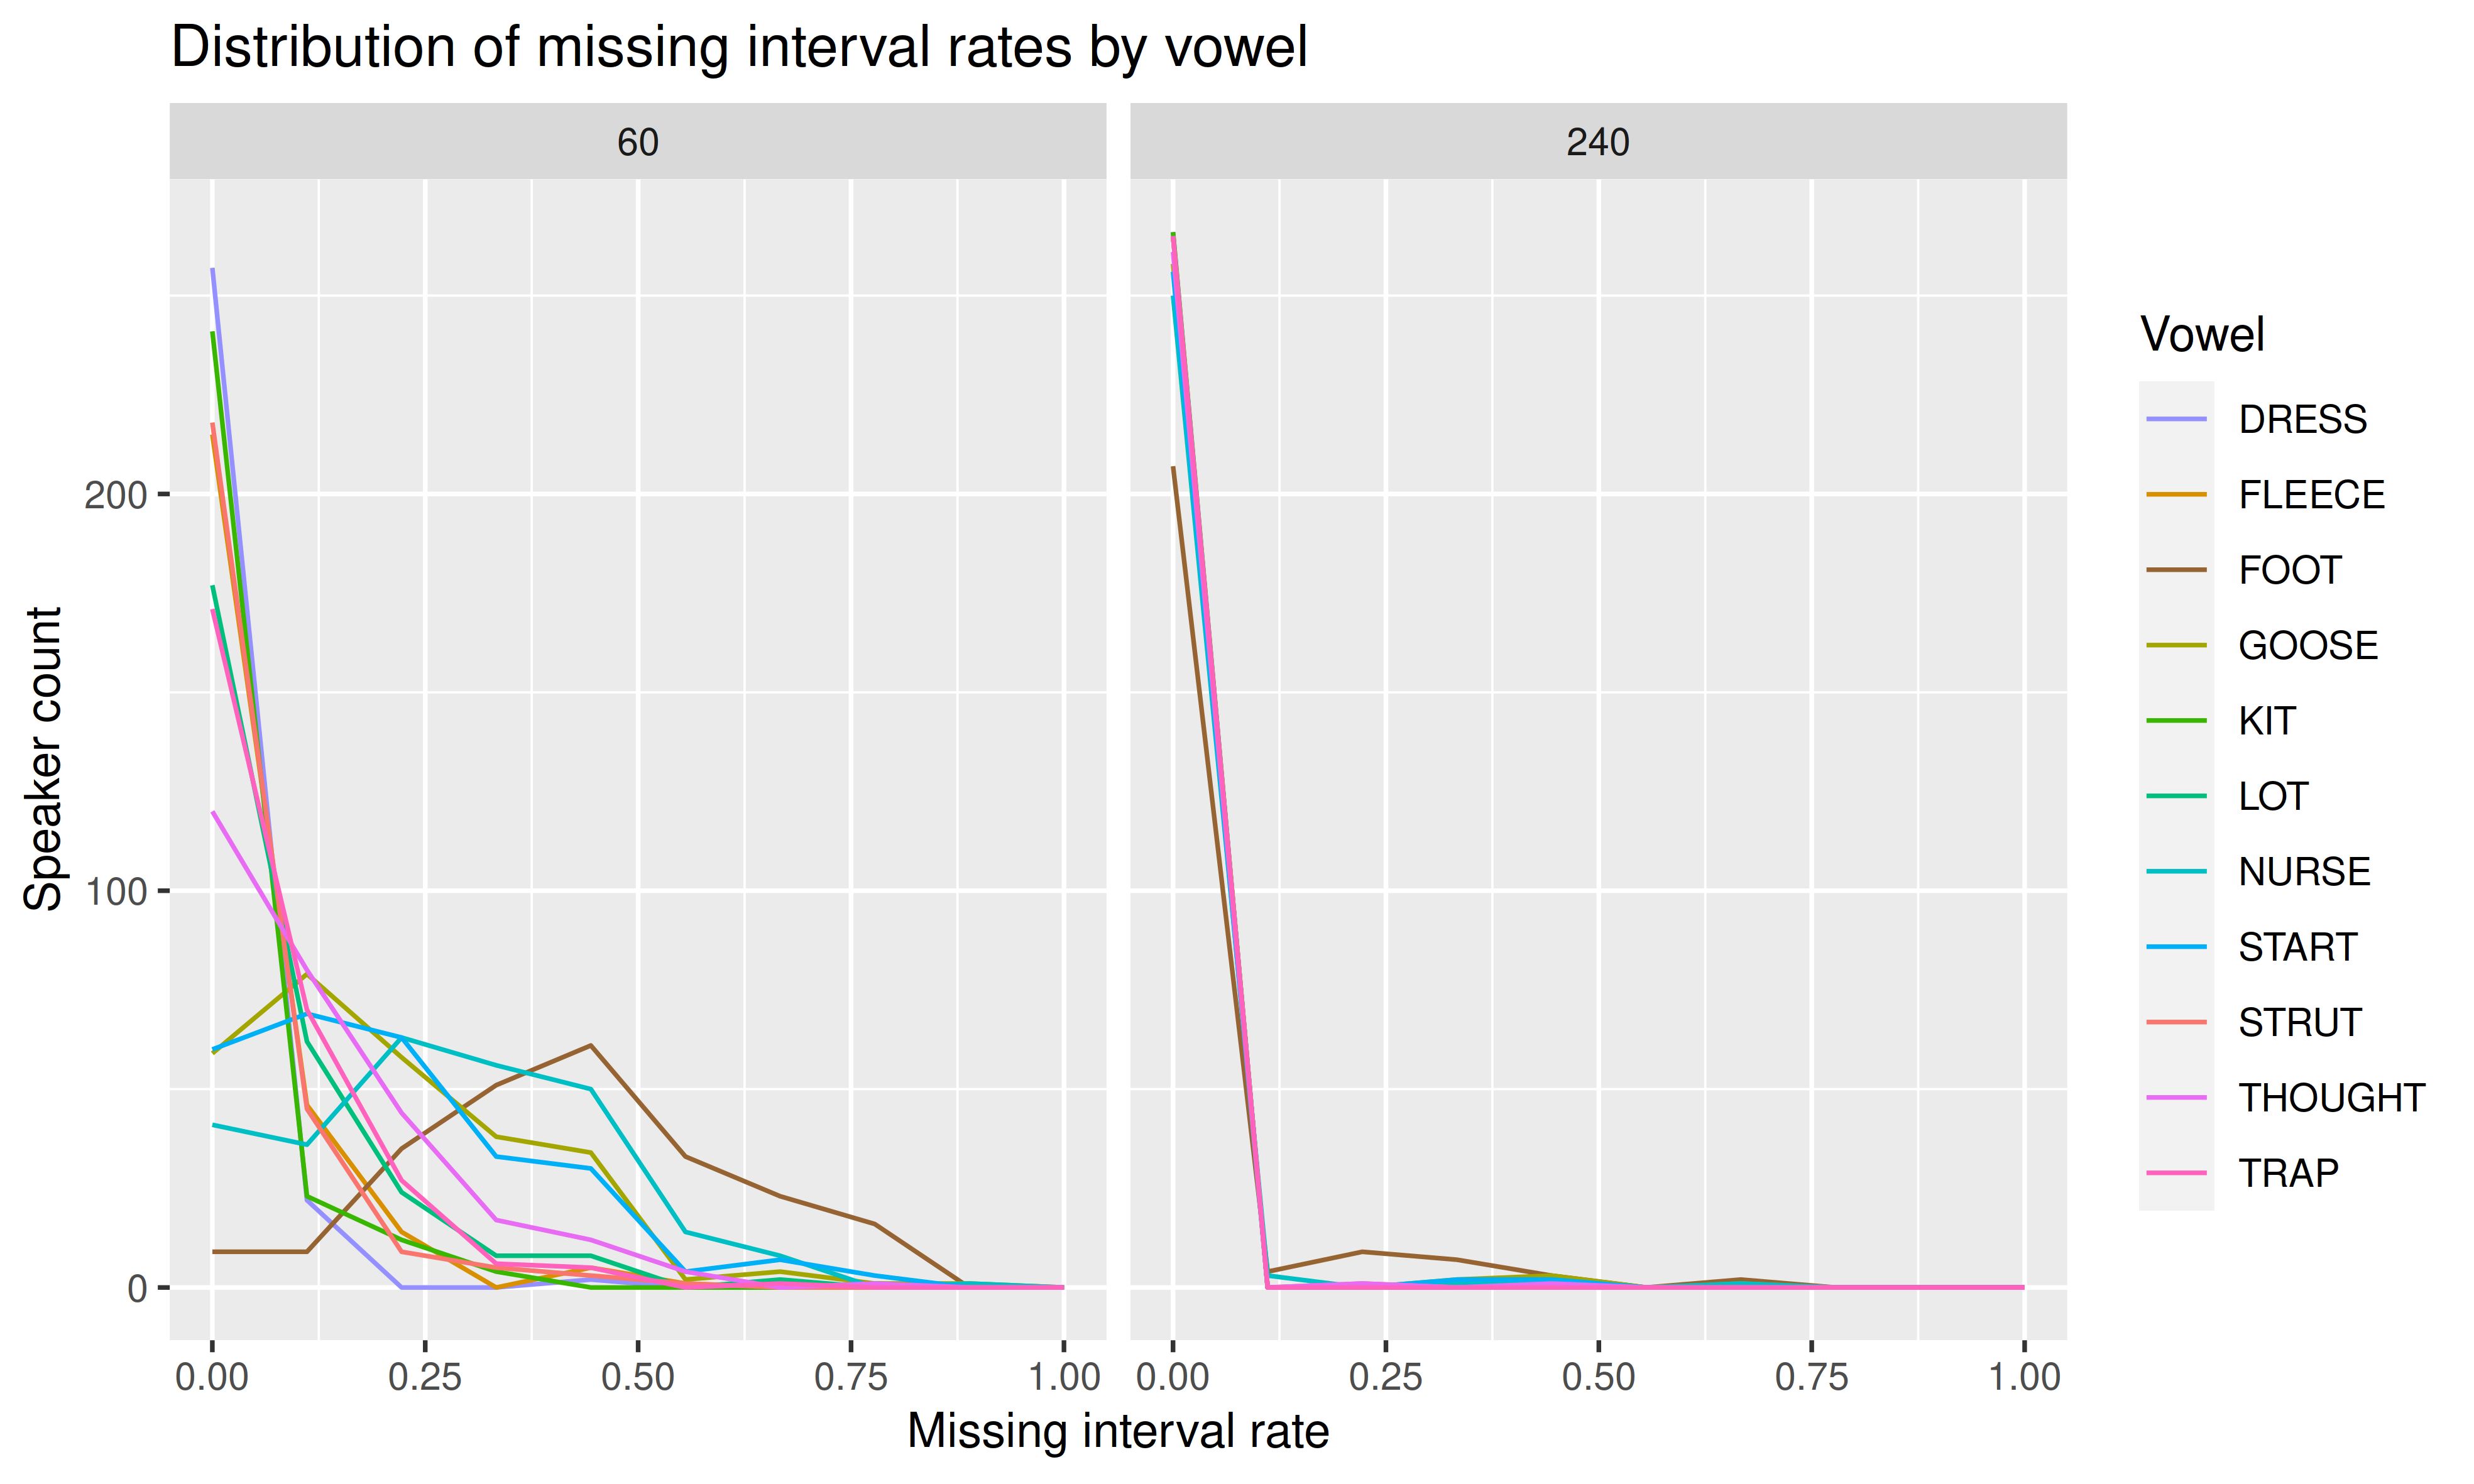 Distribution of missing interval rates by vowel
60
240
Speaker count
200
100
0
0.00 0.25 0.50 0.75 1.00
0.00 0.25 0.50 0.75 1.00
Missing interval rate
Vowel
DRESS
FLEECE
FOOT
GOOSE
KIT
LOT
NURSE
START
STRUT
THOUGHT
TRAP